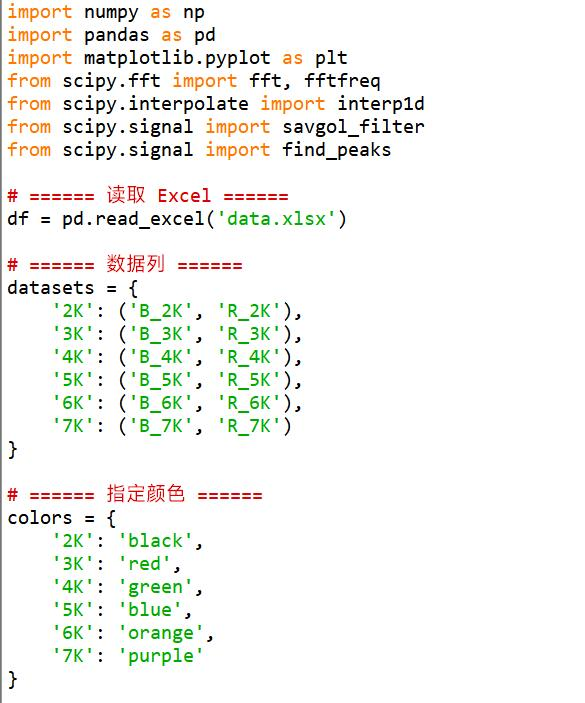 import numpy as np
import pandas as pd
import matplotlib.pyplot as plt
from scipy.fft import fft, fftfreq
from scipy.interpolate import interp1d
from scipy.signal import savgol_filter
from scipy.signal import find_peaks

# ====== 读取 Excel ======
df = pd.read_excel('data.xlsx')

# ====== 数据列 ======
datasets = {
    '2K': ('B_2K', 'R_2K'),
    '3K': ('B_3K', 'R_3K'),
    '4K': ('B_4K', 'R_4K'),
    '5K': ('B_5K', 'R_5K'),
    '6K': ('B_6K', 'R_6K'),
    '7K': ('B_7K', 'R_7K')
}

# ====== 指定颜色 ======
colors = {
    '2K': 'black',
    '3K': 'red',
    '4K': 'green',
    '5K': 'blue',
    '6K': 'orange',
    '7K': 'purple'
}